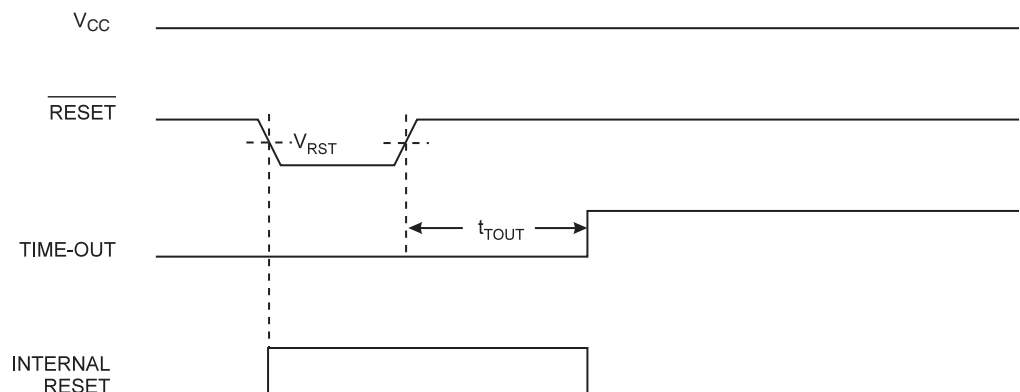 VCC
RESET
VRST
tTOUT
TIME-OUT
INTERNAL
RESET